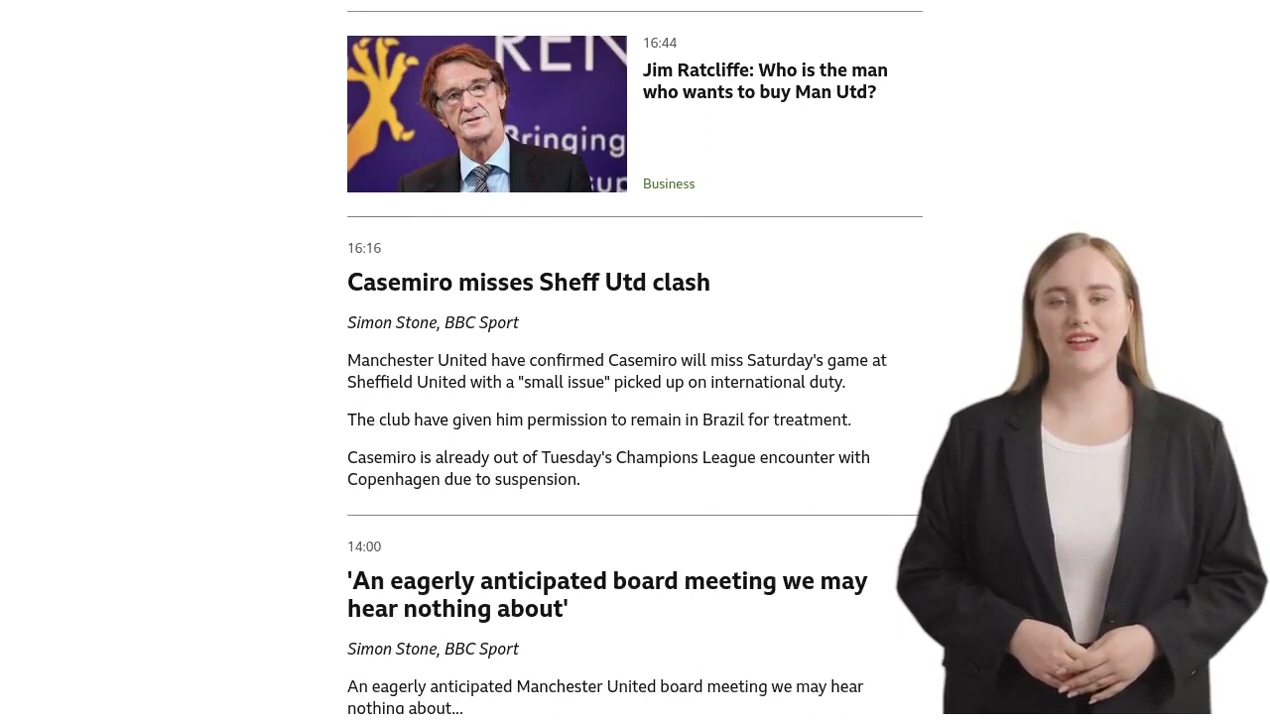 REN
Bringing
sup
16:44
Jim Ratcliffe: Who is the man
who wants to buy Man Utd?
Business
16:16
Casemiro misses Sheff Utd clash
Simon Stone, BBC Sport
Manchester United have confirmed Casemiro will miss Saturday's game at
Sheffield United with a "small issue" picked up on international duty.
The club have given him permission to remain in Brazil for treatment.
Casemiro is already out of Tuesday's Champions League encounter with
Copenhagen due to suspension.
14:00
'An eagerly anticipated board meeting we may
hear nothing about'
Simon Stone, BBC Sport
An eagerly anticipated Manchester United board meeting we may hear
nothing about...